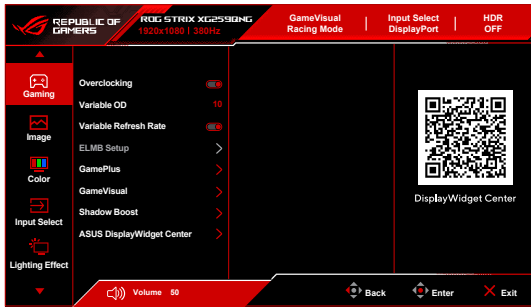 REPUBLIC OF
GAMERS
ROG STRIX XG259QNG
1920x1080 | 380Hz
GameVisual
Racing Mode
Input Select
DisplayPort
HDR
OFF
Gaming
Image
Color
Input Select
Lighting Effect
Overclocking
Variable OD 10
Variable Refresh Rate
ELMB Setup
GamePlus
GameVisual
Shadow Boost
ASUS DisplayWidget Center
DisplayWidget Center
Volume 50
Back
Enter
Exit